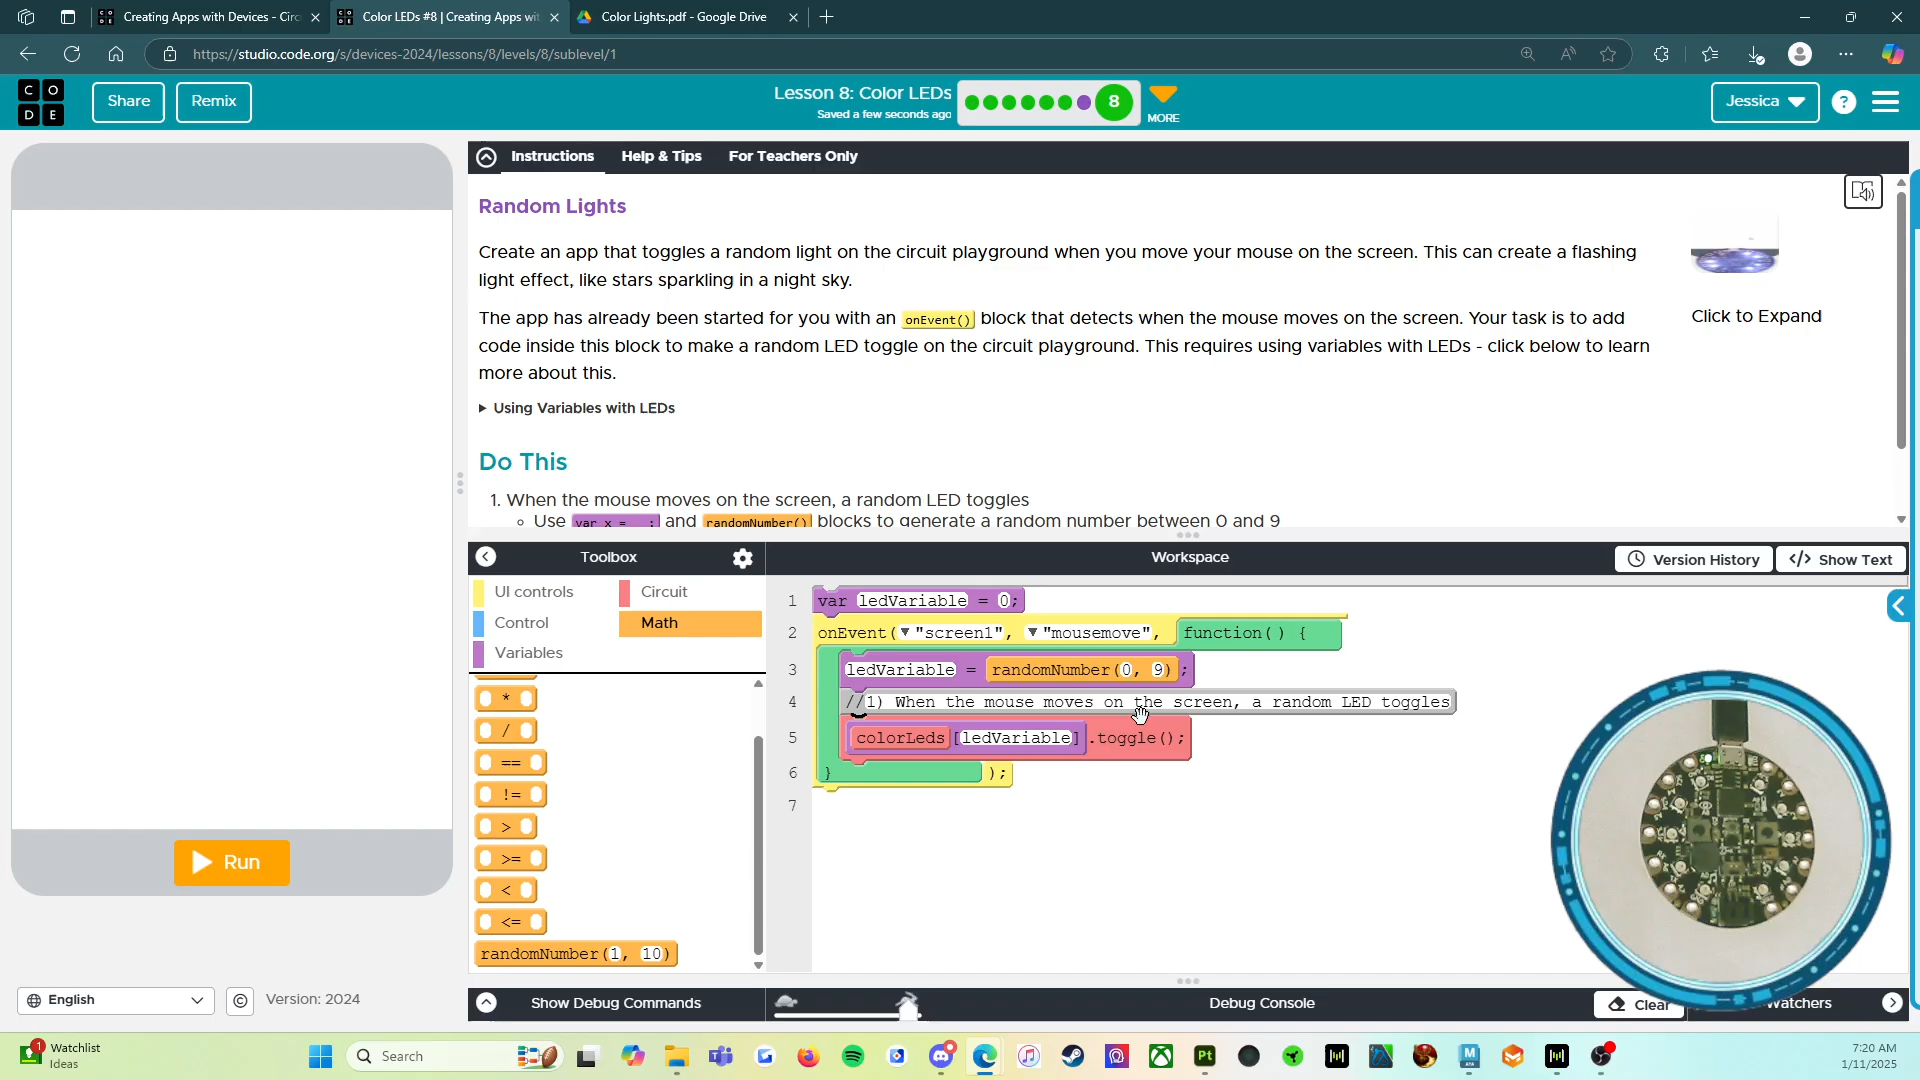 Creating Apps with Devices - Circ
Color LEDs #8 | Creating Apps wit
Color Lights.pdf - Google Drive
https://studio.code.org/s/devices-2024/lessons/8/levels/8/sublevel/1
C O
D E
Share
Remix
Lesson 8: Color LEDs
Saved a few seconds ago
8
MORE
Jessica
?
Instructions
Help & Tips
For Teachers Only
Random Lights
Create an app that toggles a random light on the circuit playground when you move your mouse on the screen. This can create a flashing
light effect, like stars sparkling in a night sky.
The app has already been started for you with an onEvent() block that detects when the mouse moves on the screen. Your task is to add
code inside this block to make a random LED toggle on the circuit playground. This requires using variables with LEDs - click below to learn
more about this.
Click to Expand
Using Variables with LEDs
Do This
1. When the mouse moves on the screen, a random LED toggles
Use var x = __; and randomNumber() blocks to generate a random number between 0 and 9
Toolbox
Workspace
Version History
</> Show Text
UI controls
Circuit
Control
Math
Variables
*
/
==
!=
>
>=
<
<=
randomNumber(1, 10)
1 var ledVariable = 0;
2 onEvent(▼"screen1", ▼"mousemove", function() {
3 ledVariable = randomNumber(0, 9);
4 //1) When the mouse moves on the screen, a random LED toggles
5 colorLeds[ledVariable].toggle();
6 } );
7
Run
English
©
Version: 2024
Show Debug Commands
Debug Console
Clear
Watchers
1
Watchlist
Ideas
Search
Pt
7:20 AM
1/11/2025